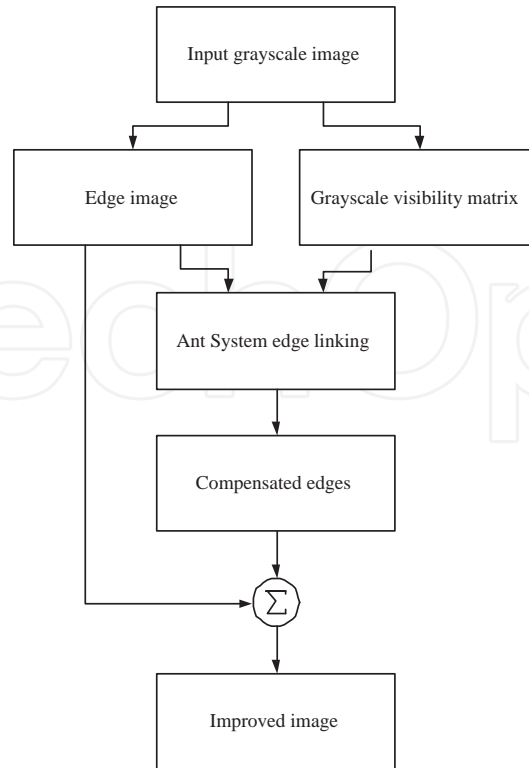 Input grayscale image
Edge image
Grayscale visibility matrix
Ant System edge linking
Compensated edges
Σ
Improved image